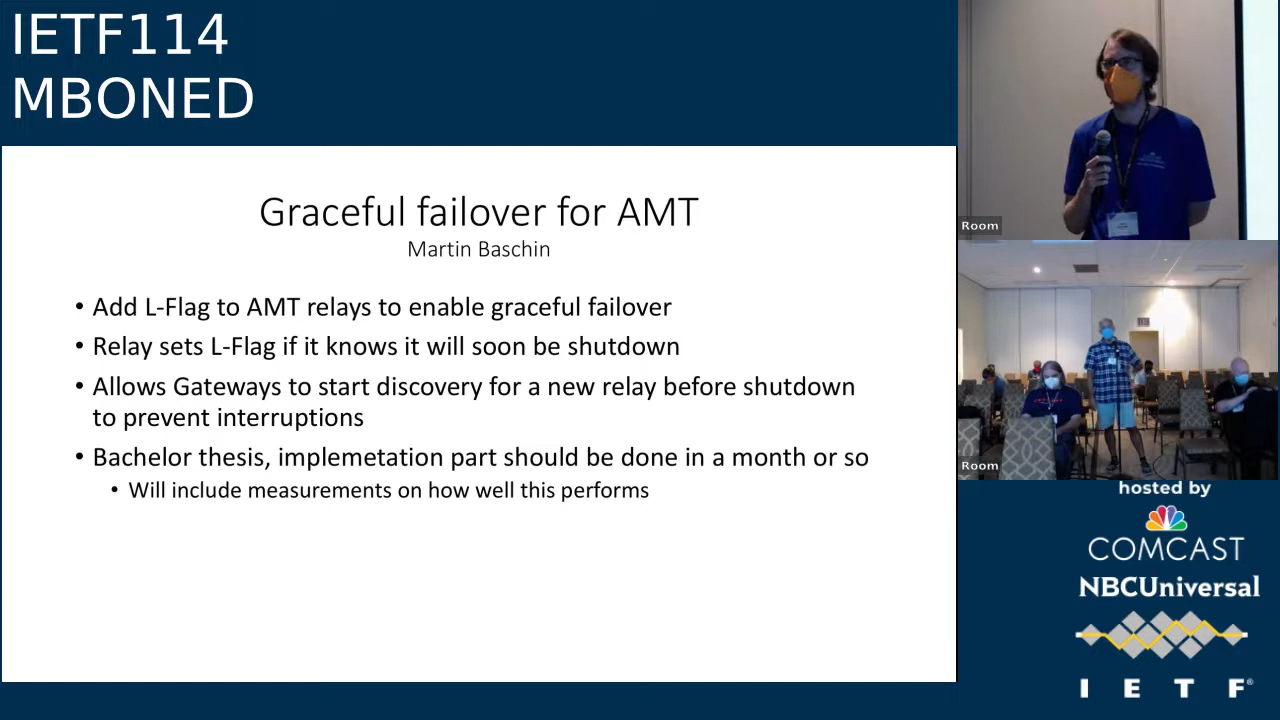 IETF114
MBONED
Graceful failover for AMT
Martin Baschin
• Add L-Flag to AMT relays to enable graceful failover
• Relay sets L-Flag if it knows it will soon be shutdown
• Allows Gateways to start discovery for a new relay before shutdown
to prevent interruptions
• Bachelor thesis, implemetation part should be done in a month or so
• Will include measurements on how well this performs
Room
Room
hosted by
COMCAST
NBCUniversal
I E T F®